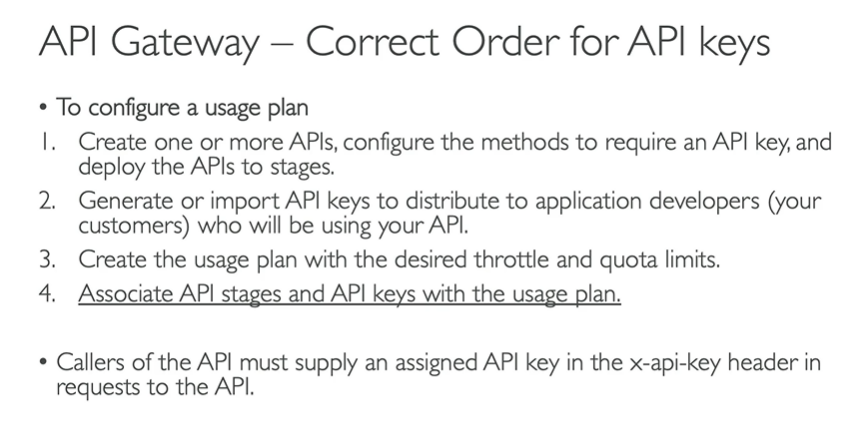 API Gateway – Correct Order for API keys
• To configure a usage plan
1. Create one or more APIs, configure the methods to require an API key, and
deploy the APIs to stages.
2. Generate or import API keys to distribute to application developers (your
customers) who will be using your API.
3. Create the usage plan with the desired throttle and quota limits.
4. Associate API stages and API keys with the usage plan.
• Callers of the API must supply an assigned API key in the x-api-key header in
requests to the API.